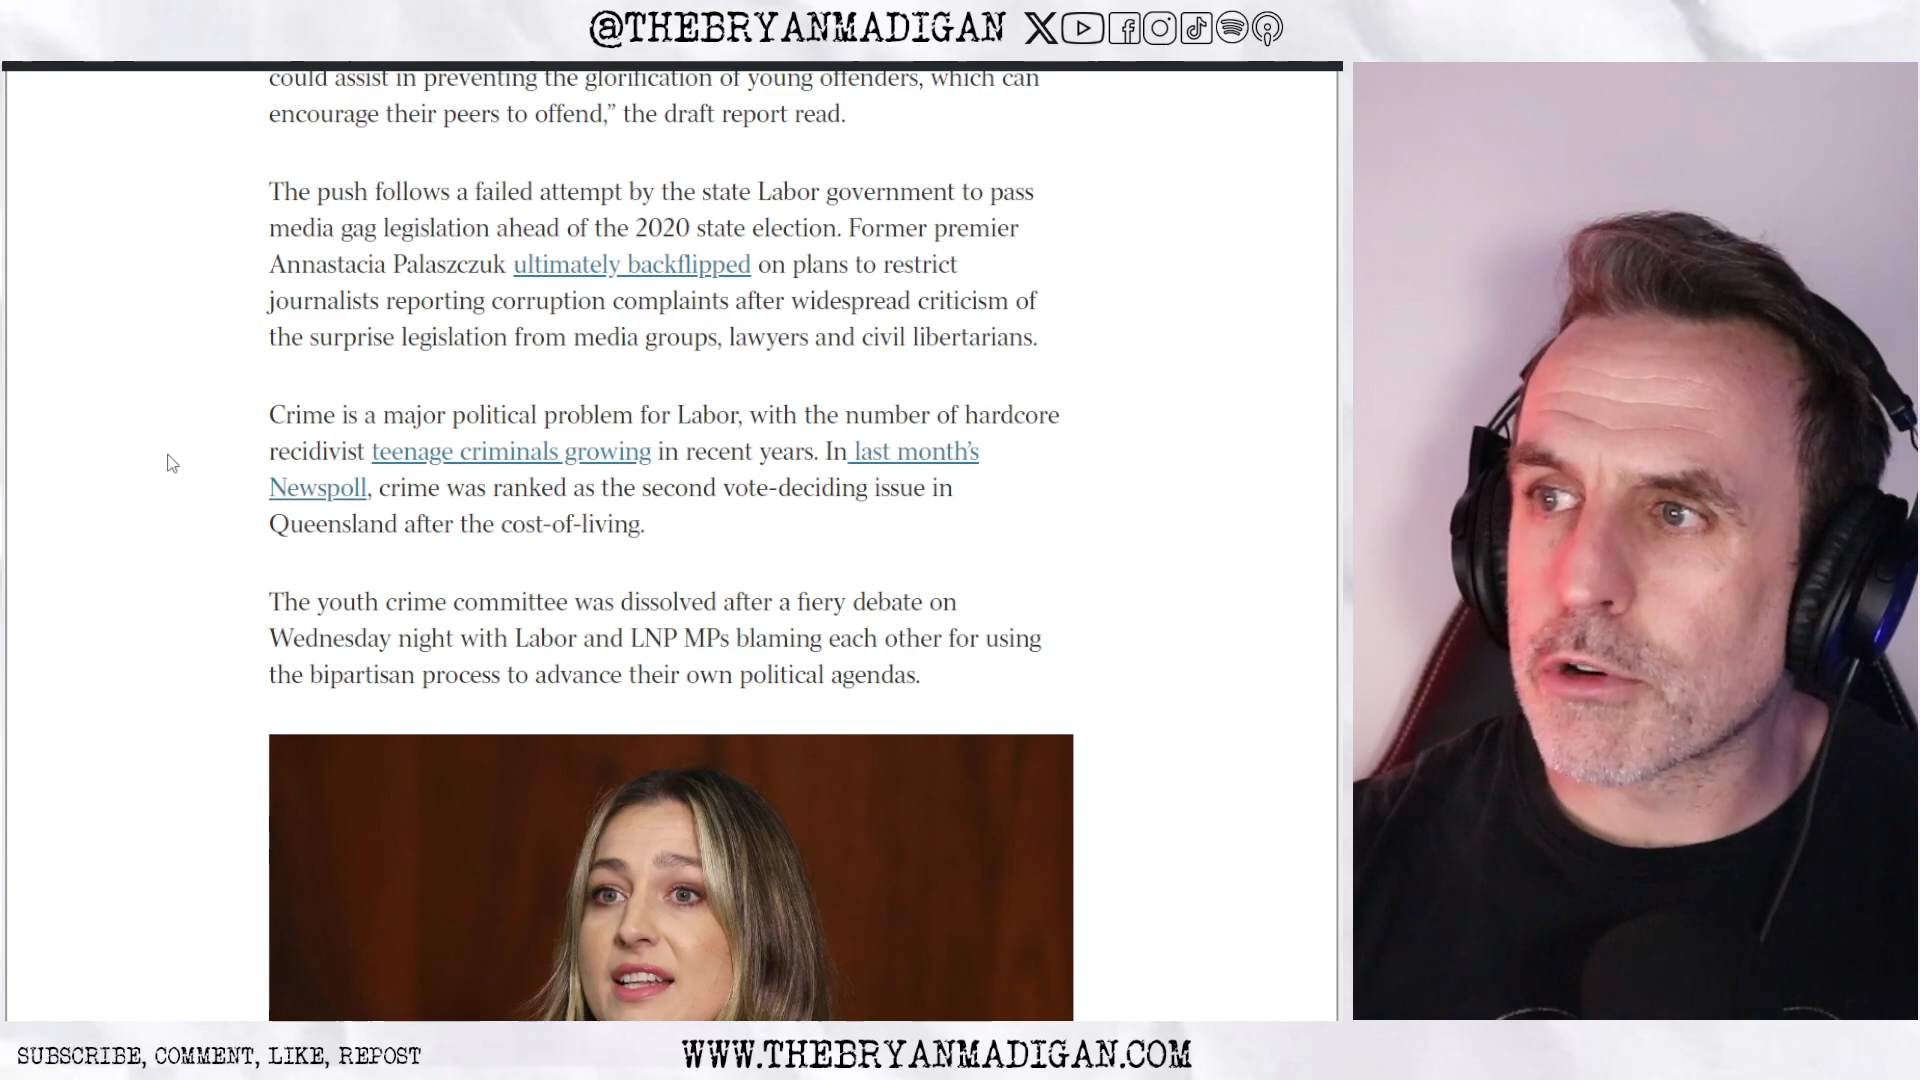 @THEBRYANMADIGAN
could assist in preventing the glorification of young offenders, which can
encourage their peers to offend,” the draft report read.
The push follows a failed attempt by the state Labor government to pass
media gag legislation ahead of the 2020 state election. Former premier
Annastacia Palaszczuk ultimately backflipped on plans to restrict
journalists reporting corruption complaints after widespread criticism of
the surprise legislation from media groups, lawyers and civil libertarians.
Crime is a major political problem for Labor, with the number of hardcore
recidivist teenage criminals growing in recent years. In last month’s
Newspoll, crime was ranked as the second vote-deciding issue in
Queensland after the cost-of-living.
The youth crime committee was dissolved after a fiery debate on
Wednesday night with Labor and LNP MPs blaming each other for using
the bipartisan process to advance their own political agendas.
SUBSCRIBE, COMMENT, LIKE, REPOST
WWW.THEBRYANMADIGAN.COM